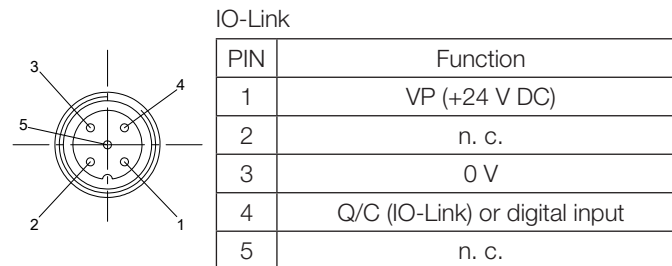 IO-Link
PIN Function
1 VP (+24 V DC)
2 n. c.
3 0 V
4 Q/C (IO-Link) or digital input
5 n. c.
3
4
5
2
1